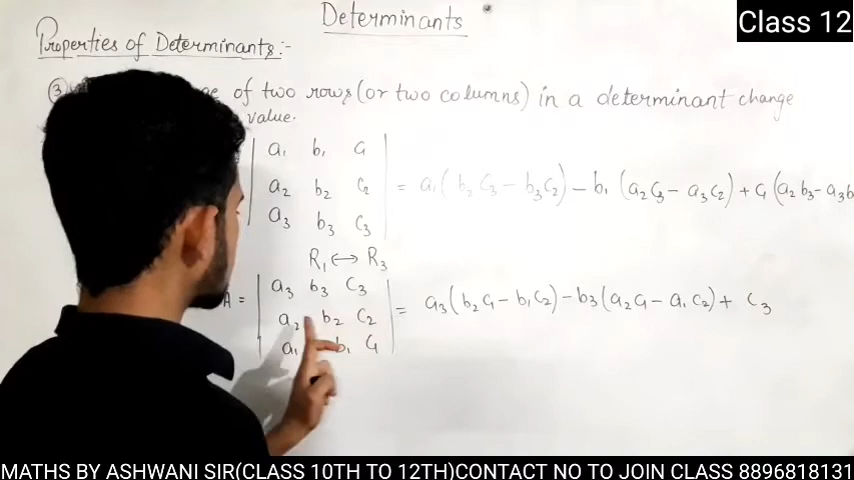 Determinants
Class 12
Properties of Determinants:-
③ of two rows (or two columns) in a determinant change
value.
a₁ b₁ c₁
a₂ b₂ c₂ = a₁(b₂c₃ - b₃c₂) - b₁(a₂c₃ - a₃c₂) + c₁(a₂b₃ - a₃b
a₃ b₃ c₃
R₁ ↔ R₃
a₃ b₃ c₃
A = a₂ b₂ c₂ = a₃(b₂c₁ - b₁c₂) - b₃(a₂c₁ - a₁c₂) + c₃
a₁ b₁ c₁
MATHS BY ASHWANI SIR(CLASS 10TH TO 12TH)CONTACT NO TO JOIN CLASS 8896818131